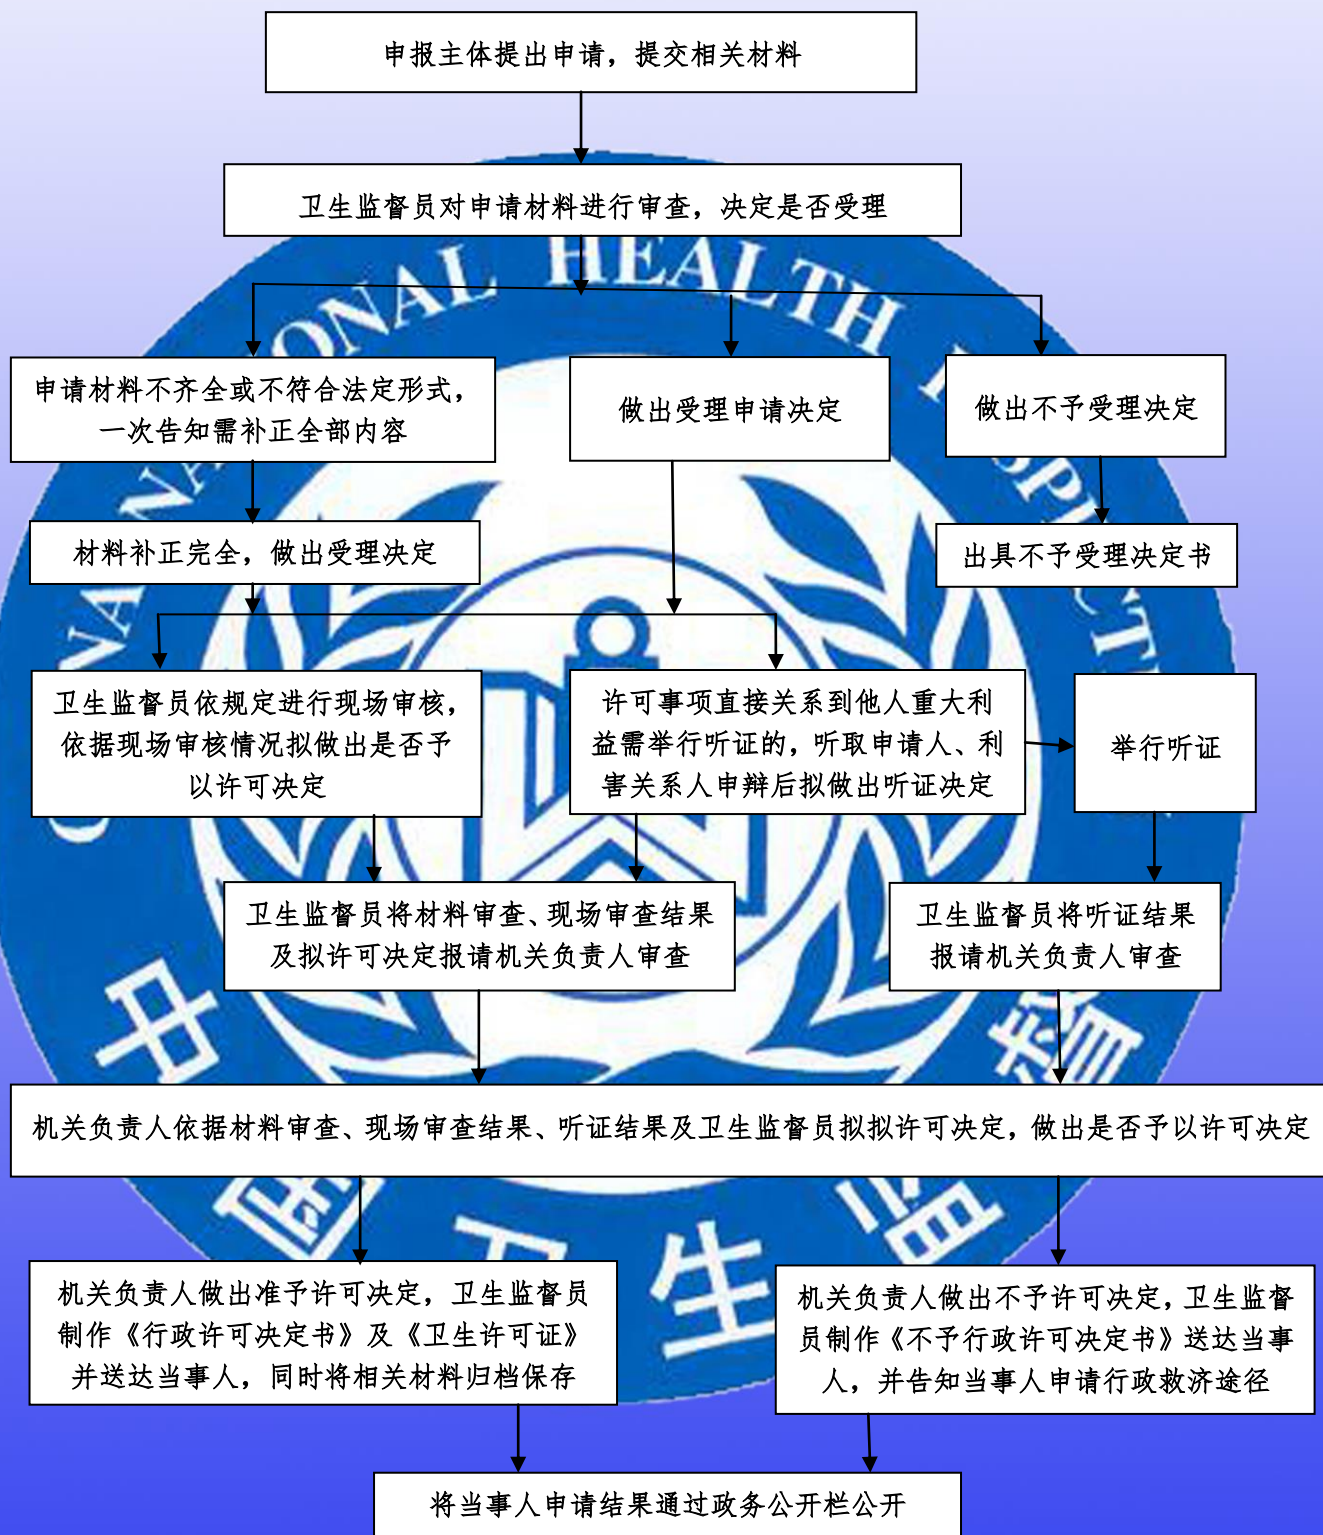 申报主体提出申请，提交相关材料
卫生监督员对申请材料进行审查，决定是否受理
申请材料不齐全或不符合法定形式，
一次告知需补正全部内容
做出受理申请决定
做出不予受理决定
材料补正完全，做出受理决定
出具不予受理决定书
卫生监督员依规定进行现场审核，
依据现场审核情况拟做出是否予
以许可决定
许可事项直接关系到他人重大利
益需举行听证的，听取申请人、利
害关系人申辩后拟做出听证决定
举行听证
卫生监督员将材料审查、现场审查结果
及拟许可决定报请机关负责人审查
卫生监督员将听证结果
报请机关负责人审查
机关负责人依据材料审查、现场审查结果、听证结果及卫生监督员拟拟许可决定，做出是否予以许可决定
机关负责人做出准予许可决定，卫生监督员
制作《行政许可决定书》及《卫生许可证》
并送达当事人，同时将相关材料归档保存
机关负责人做出不予许可决定，卫生监督
员制作《不予行政许可决定书》送达当事
人，并告知当事人申请行政救济途径
将当事人申请结果通过政务公开栏公开
HEALTH
中国卫生监督